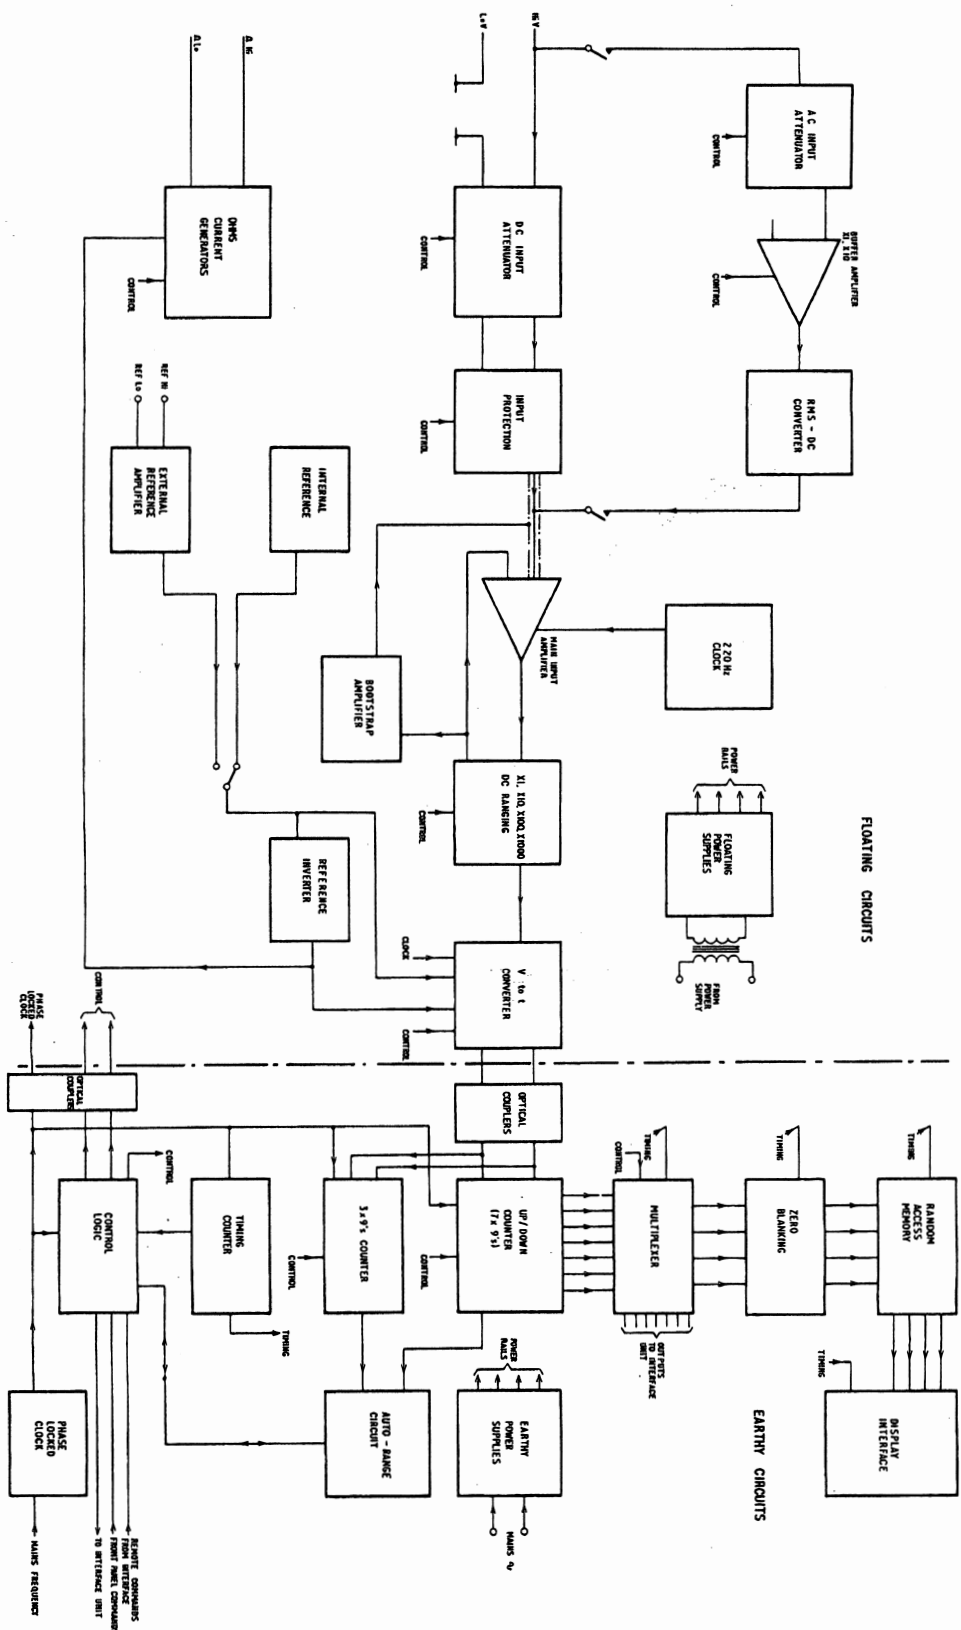 FLOATING CIRCUITS
EARTHY CIRCUITS
AC INPUT
ATTENUATOR
CONTROL
BUFFER AMPLIFIER
X1, X10
CONTROL
RMS - DC
CONVERTER
220Hz
CLOCK
POWER
RAILS
FLOATING
POWER
SUPPLIES
FROM
POWER
SUPPLY
TIMING
RANDOM
ACCESS
MEMORY
TIMING
DISPLAY
INTERFACE
TIMING
ZERO
BLANKING
TIMING
CONTROL
MULTIPLEXER
OUTPUTS
TO INTERFACE
UNIT
Hi V
Lo V
DC INPUT
ATTENUATOR
CONTROL
INPUT
PROTECTION
CONTROL
MAIN INPUT
AMPLIFIER
X1, X10, X100, X1000
DC RANGING
CONTROL
V to t
CONVERTER
CLOCK
CONTROL
OPTICAL
COUPLERS
UP/DOWN
COUNTER
(7 x 9's)
CONTROL
POWER
RAILS
EARTHY
POWER
SUPPLIES
MAINS
BOOTSTRAP
AMPLIFIER
INTERNAL
REFERENCE
REFERENCE
INVERTER
3 x 9's COUNTER
CONTROL
AUTO - RANGE
CIRCUIT
Ω Hi
Ω Lo
OHMS
CURRENT
GENERATORS
CONTROL
REF Hi
REF Lo
EXTERNAL
REFERENCE
AMPLIFIER
TIMING
COUNTER
TIMING
CONTROL
PHASE
LOCKED
CLOCK
OPTICAL
COUPLERS
CONTROL
CONTROL
LOGIC
REMOTE COMMANDS
FROM INTERFACE
FRONT PANEL COMMAND
TO INTERFACE UNIT
PHASE
LOCKED
CLOCK
MAINS FREQUENCY